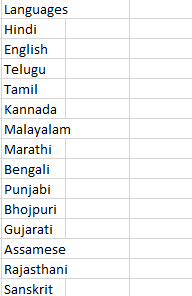 Languages
Hindi
English
Telugu
Tamil
Kannada
Malayalam
Marathi
Bengali
Punjabi
Bhojpuri
Gujarati
Assamese
Rajasthani
Sanskrit